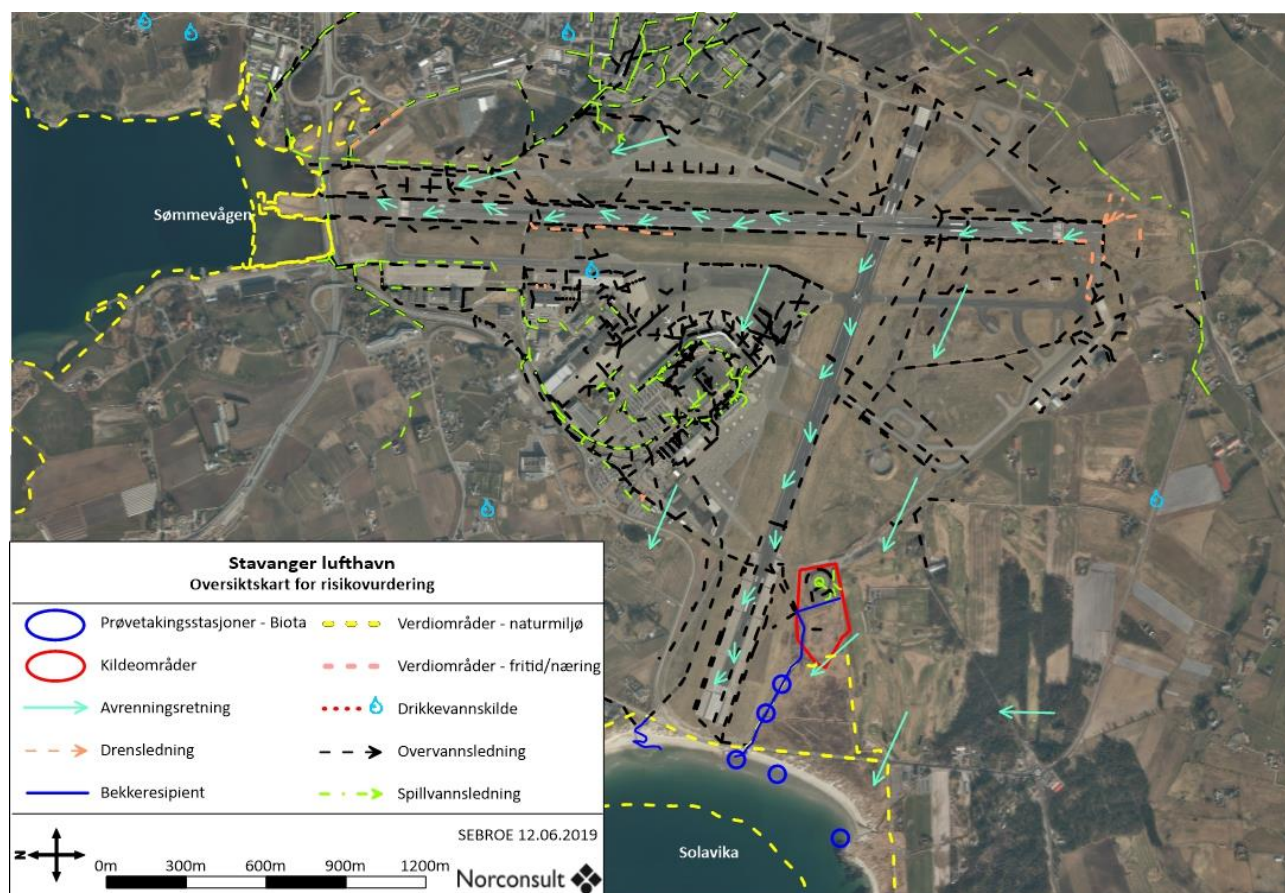 Sømmevågen
Solavika
Stavanger lufthavn
Oversiktskart for risikovurdering
Prøvetakingsstasjoner - Biota
Verdiområder - naturmiljø
Kildeområder
Verdiområder - fritid/næring
Avrenningsretning
Drikkevannskilde
Drensledning
Overvannsledning
Bekkeresipient
Spillvannsledning
SEBROE 12.06.2019
N
0m 300m 600m 900m 1200m
Norconsult